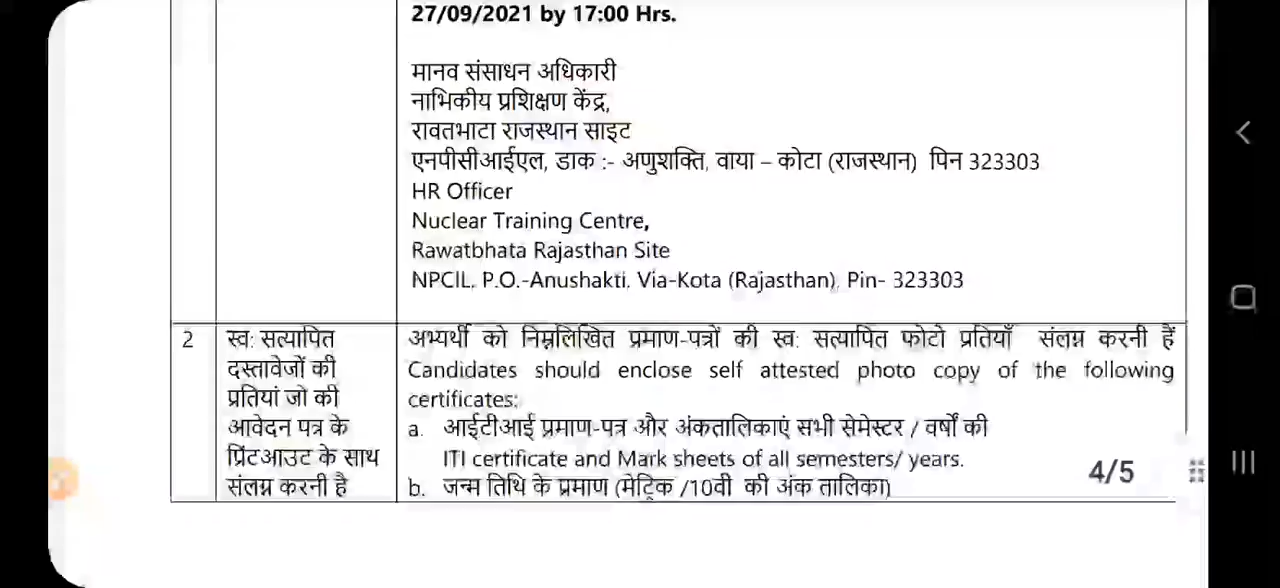 27/09/2021 by 17:00 Hrs.
मानव संसाधन अधिकारी
नाभिकीय प्रशिक्षण केंद्र,
रावतभाटा राजस्थान साइट
एनपीसीआईएल, डाक :- अणुशक्ति, वाया – कोटा (राजस्थान) पिन 323303
HR Officer
Nuclear Training Centre,
Rawatbhata Rajasthan Site
NPCIL, P.O.-Anushakti, Via-Kota (Rajasthan), Pin- 323303
2
स्व: सत्यापित
दस्तावेजों की
प्रतियां जो की
आवेदन पत्र के
प्रिंटआउट के साथ
संलग्न करनी है
अभ्यर्थी को निम्नलिखित प्रमाण-पत्रों की स्व: सत्यापित फोटो प्रतियाँ संलग्न करनी हैं
Candidates should enclose self attested photo copy of the following
certificates:
a. आईटीआई प्रमाण-पत्र और अंकतालिकाएं सभी सेमेस्टर / वर्षों की
ITI certificate and Mark sheets of all semesters/ years.
b. जन्म तिथि के प्रमाण (मेट्रिक /10वी की अंक तालिका)
4/5